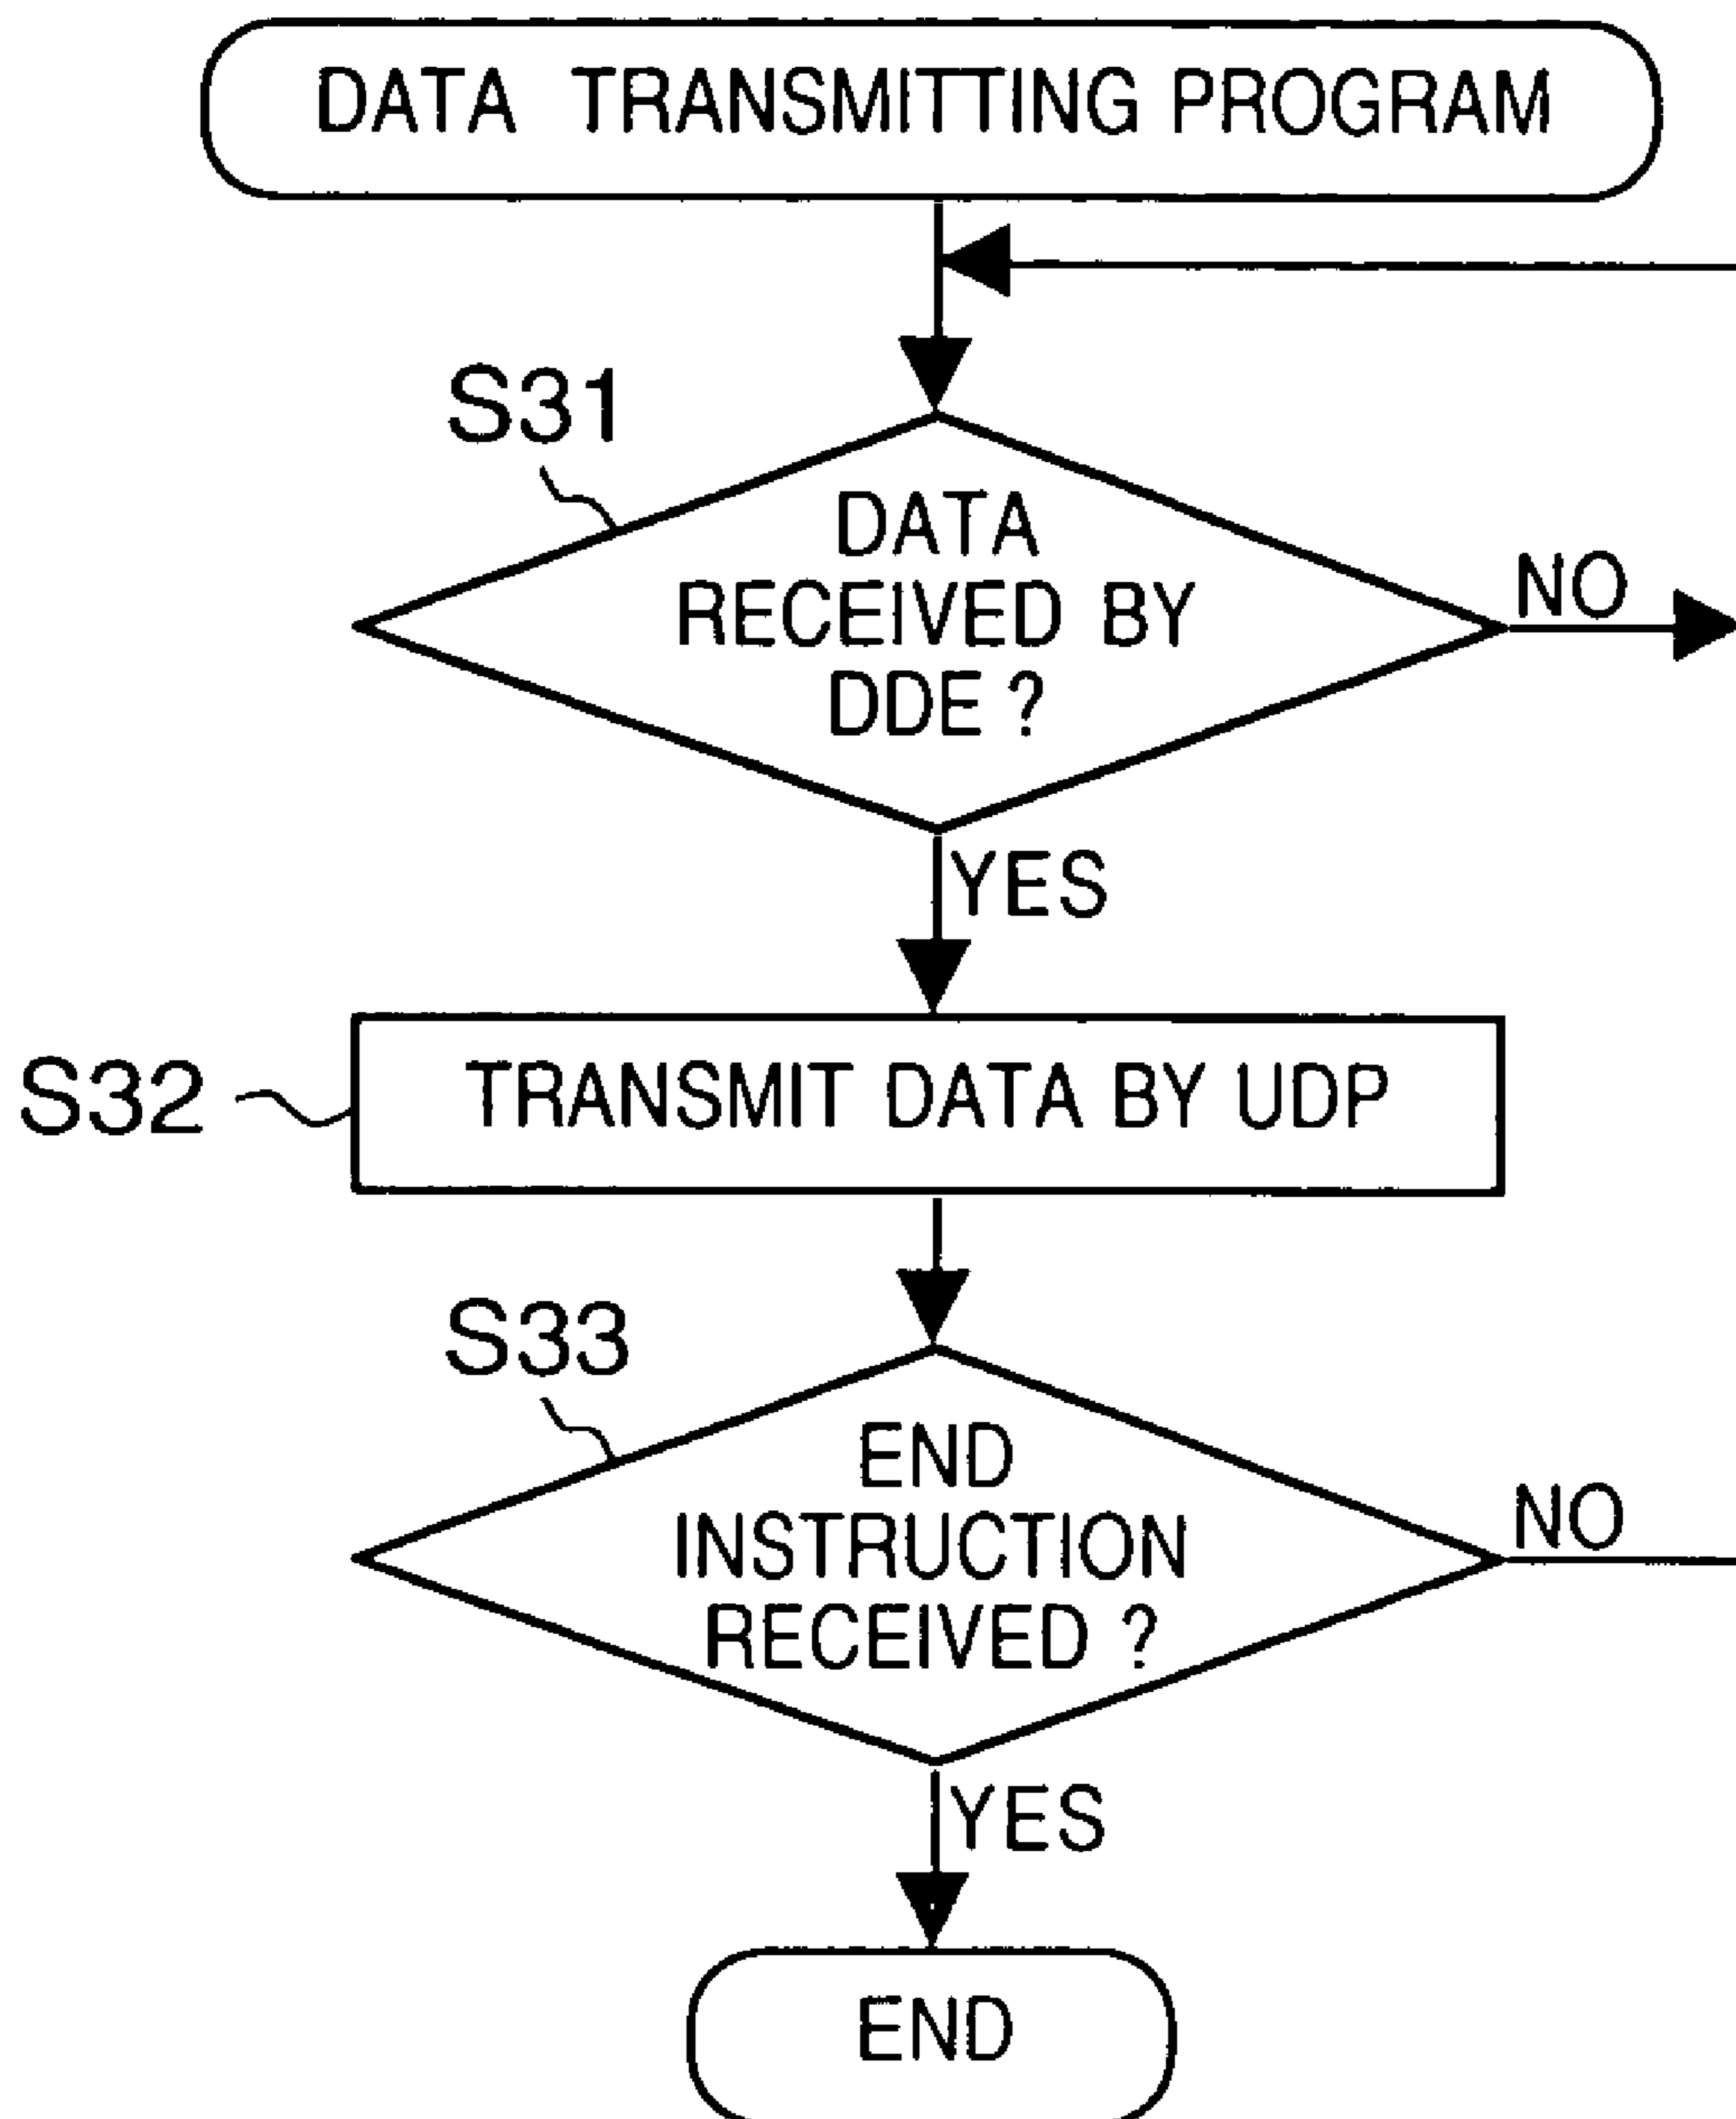 DATA TRANSMITTING PROGRAM
S31
DATA
RECEIVED BY
DDE ?
NO
YES
S32
TRANSMIT DATA BY UDP
S33
END
INSTRUCTION
RECEIVED ?
NO
YES
END